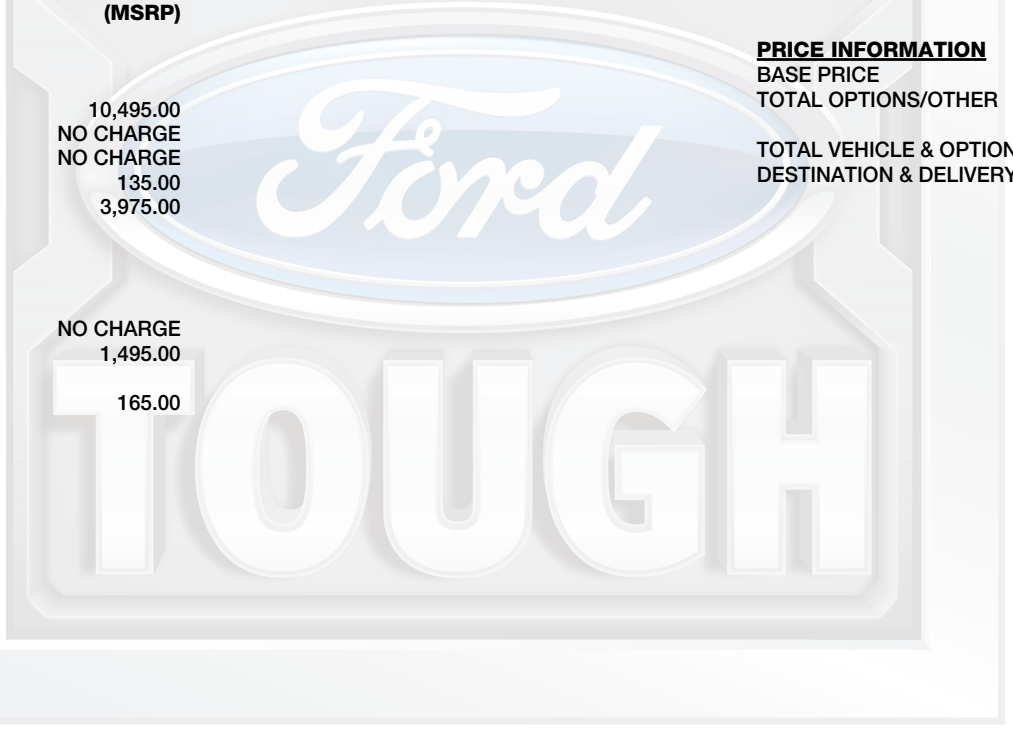 (MSRP)
10,495.00
NO CHARGE
NO CHARGE
135.00
3,975.00
NO CHARGE
1,495.00
165.00
PRICE INFORMATION
BASE PRICE
TOTAL OPTIONS/OTHER
TOTAL VEHICLE & OPTION
DESTINATION & DELIVERY
Ford
TOUGH